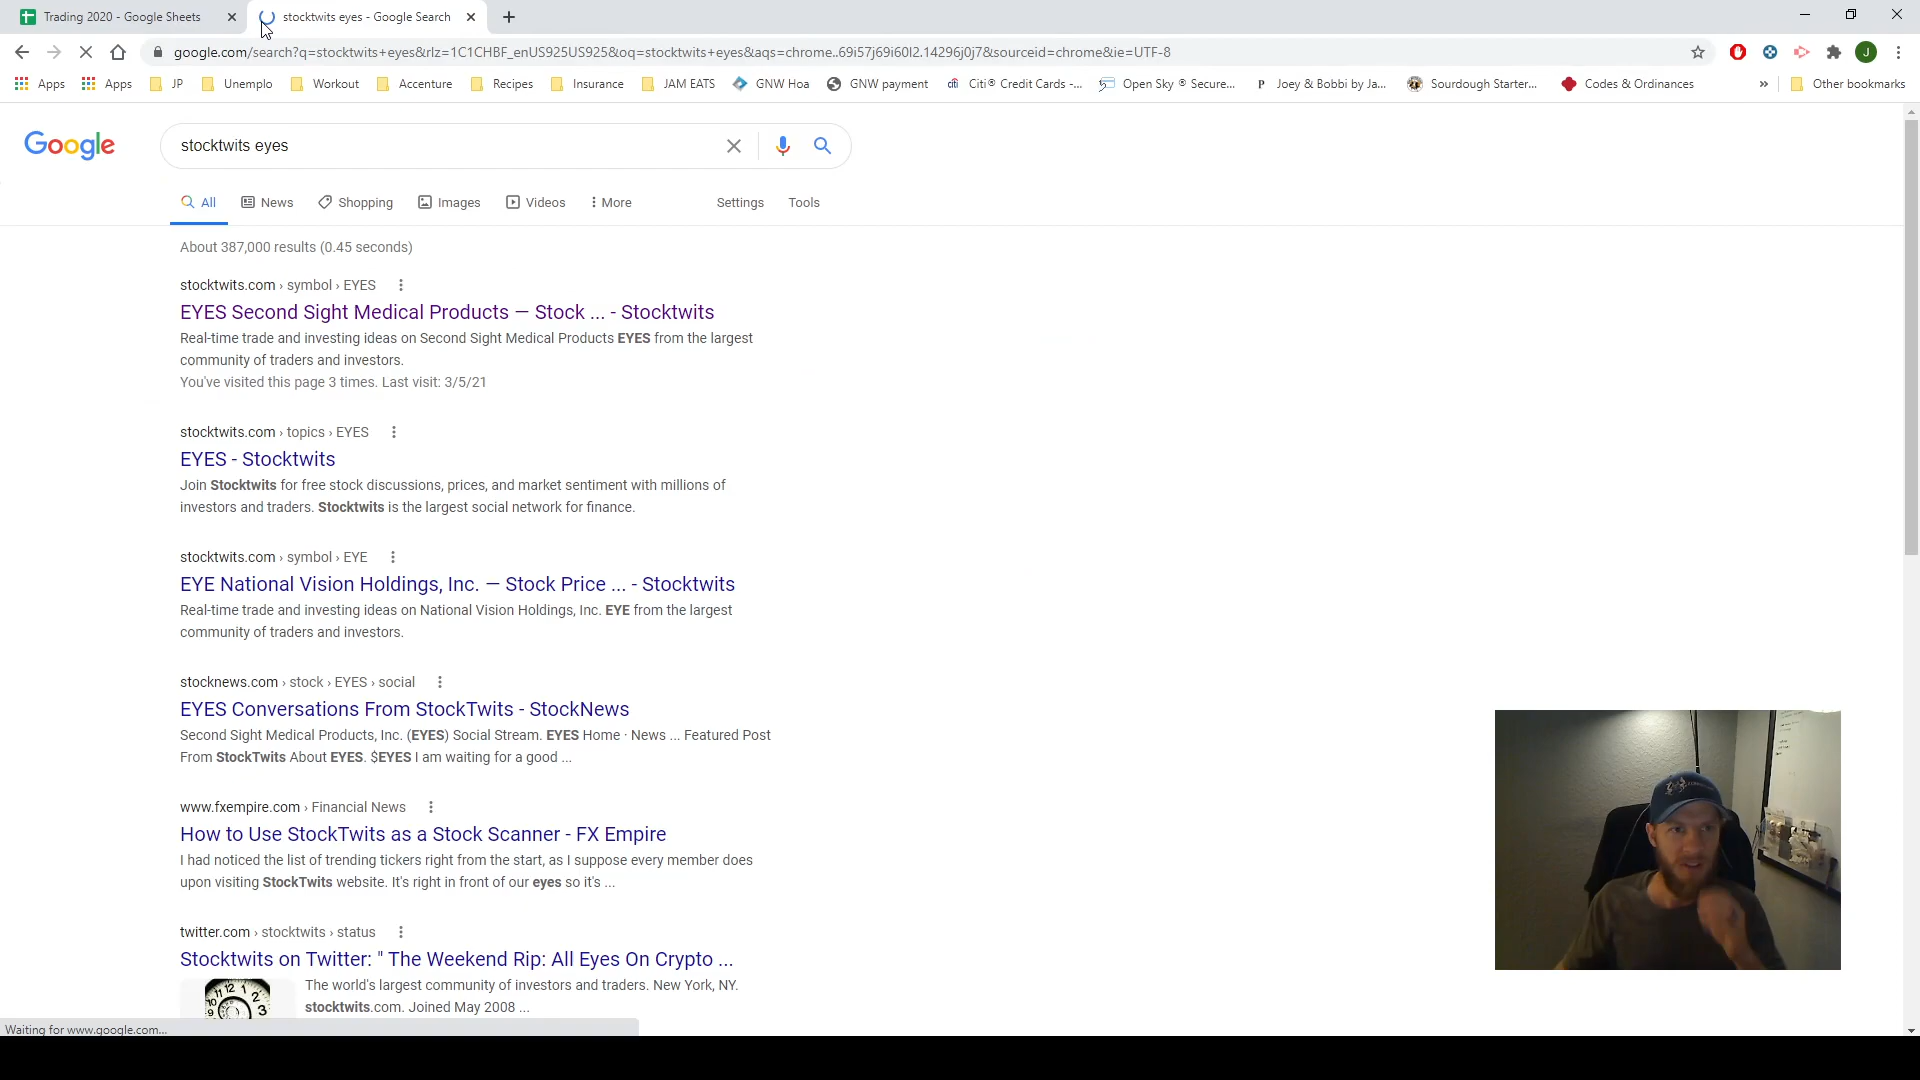 Trading 2020 - Google Sheets
stocktwits eyes - Google Search
google.com/search?q=stocktwits+eyes&rlz=1C1CHBF_enUS925US925&oq=stocktwits+eyes&aqs=chrome..69i57j69i60l2.14296j0j7&sourceid=chrome&ie=UTF-8
J
Apps Apps JP Unemplo Workout Accenture Recipes Insurance JAM EATS GNW Hoa GNW payment citi Citi® Credit Cards -... Open Sky ® Secure... P Joey & Bobbi by Ja... Sourdough Starter... Codes & Ordinances » Other bookmarks
Google
stocktwits eyes
All News Shopping Images Videos More Settings Tools
About 387,000 results (0.45 seconds)
stocktwits.com › symbol › EYES
EYES Second Sight Medical Products — Stock ... - Stocktwits
Real-time trade and investing ideas on Second Sight Medical Products EYES from the largest
community of traders and investors.
You've visited this page 3 times. Last visit: 3/5/21
stocktwits.com › topics › EYES
EYES - Stocktwits
Join Stocktwits for free stock discussions, prices, and market sentiment with millions of
investors and traders. Stocktwits is the largest social network for finance.
stocktwits.com › symbol › EYE
EYE National Vision Holdings, Inc. — Stock Price ... - Stocktwits
Real-time trade and investing ideas on National Vision Holdings, Inc. EYE from the largest
community of traders and investors.
stocknews.com › stock › EYES › social
EYES Conversations From StockTwits - StockNews
Second Sight Medical Products, Inc. (EYES) Social Stream. EYES Home · News ... Featured Post
From StockTwits About EYES. $EYES I am waiting for a good ...
www.fxempire.com › Financial News
How to Use StockTwits as a Stock Scanner - FX Empire
I had noticed the list of trending tickers right from the start, as I suppose every member does
upon visiting StockTwits website. It's right in front of our eyes so it's ...
twitter.com › stocktwits › status
Stocktwits on Twitter: " The Weekend Rip: All Eyes On Crypto ...
The world's largest community of investors and traders. New York, NY.
stocktwits.com. Joined May 2008 ...
Waiting for www.google.com...